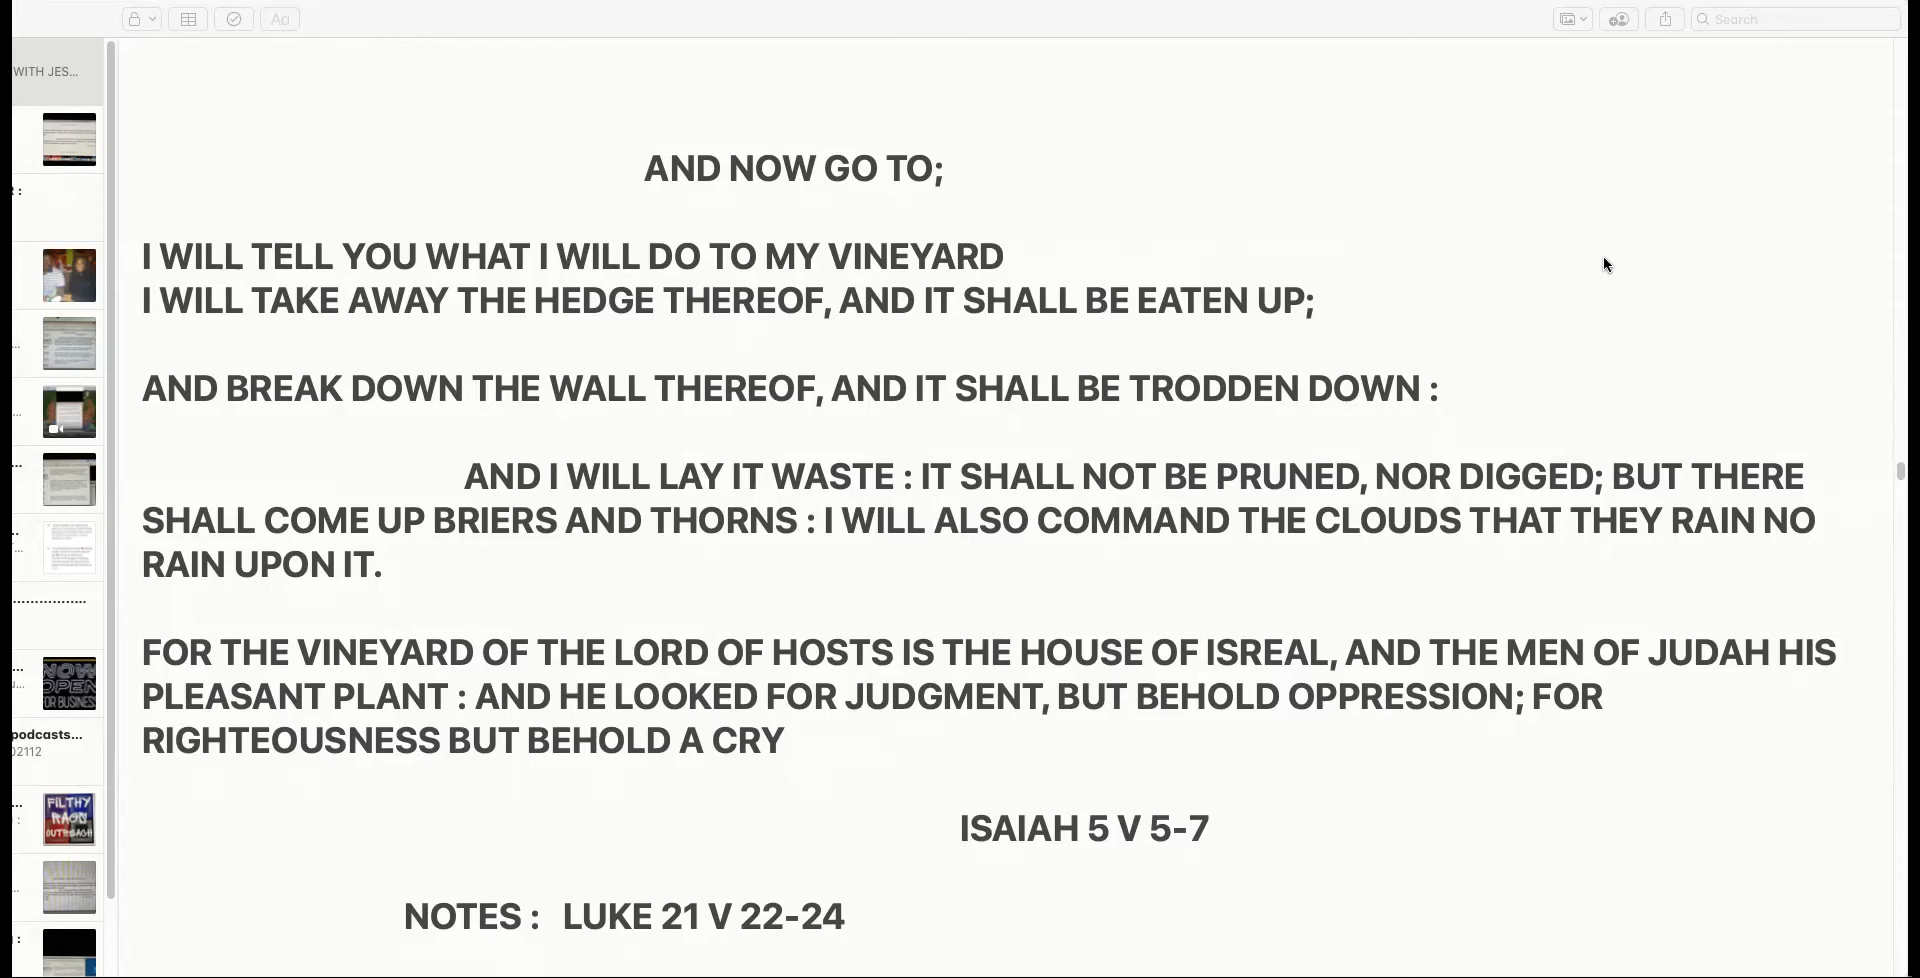 Aa
Search
WITH JES...
AND NOW GO TO;
I WILL TELL YOU WHAT I WILL DO TO MY VINEYARD
I WILL TAKE AWAY THE HEDGE THEREOF, AND IT SHALL BE EATEN UP;
AND BREAK DOWN THE WALL THEREOF, AND IT SHALL BE TRODDEN DOWN :
AND I WILL LAY IT WASTE : IT SHALL NOT BE PRUNED, NOR DIGGED; BUT THERE
SHALL COME UP BRIERS AND THORNS : I WILL ALSO COMMAND THE CLOUDS THAT THEY RAIN NO
RAIN UPON IT.
FOR THE VINEYARD OF THE LORD OF HOSTS IS THE HOUSE OF ISREAL, AND THE MEN OF JUDAH HIS
PLEASANT PLANT : AND HE LOOKED FOR JUDGMENT, BUT BEHOLD OPPRESSION; FOR
RIGHTEOUSNESS BUT BEHOLD A CRY
ISAIAH 5 V 5-7
NOTES : LUKE 21 V 22-24
NOW
OPEN
FOR BUSINESS
podcasts...
02112
FILTHY
RAGS
OUTREACH